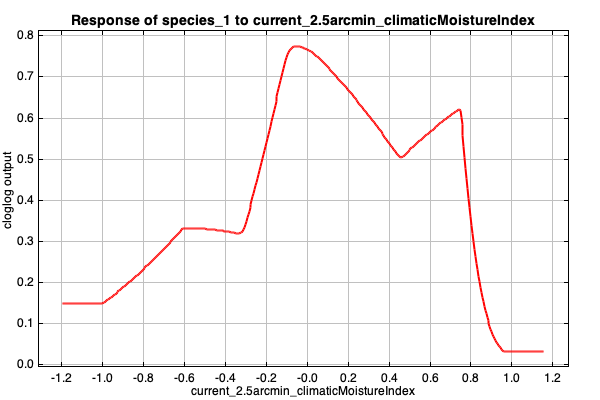 Response of species_1 to current_2.5arcmin_climaticMoistureIndex
0.8
0.7
0.6
0.5
0.4
0.3
0.2
0.1
0.0
cloglog output
-1.2 -1.0 -0.8 -0.6 -0.4 -0.2 -0.0 0.2 0.4 0.6 0.8 1.0 1.2
current_2.5arcmin_climaticMoistureIndex